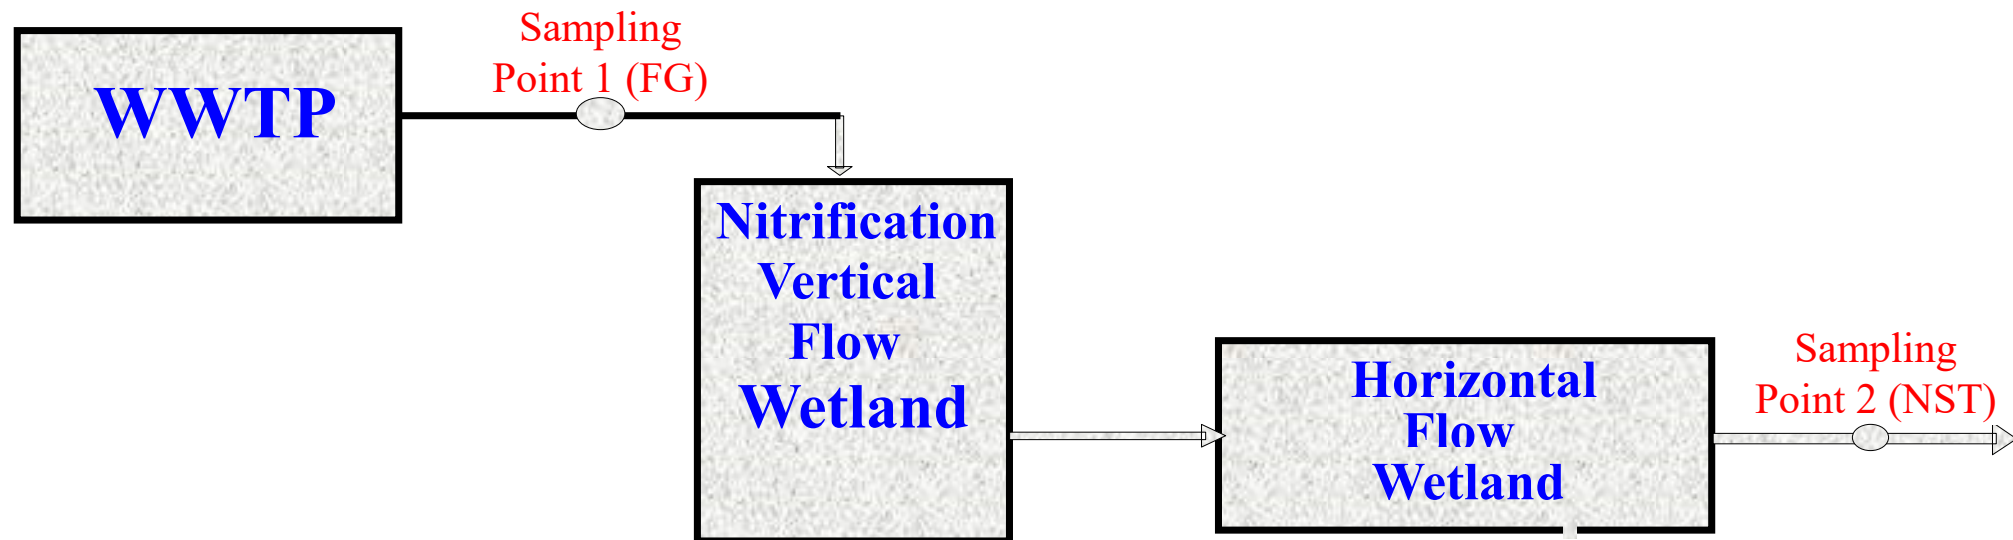 Sampling
Point 1 (FG)
WWTP
Nitrification
Vertical
Flow
Wetland
Horizontal
Flow
Wetland
Sampling
Point 2 (NST)